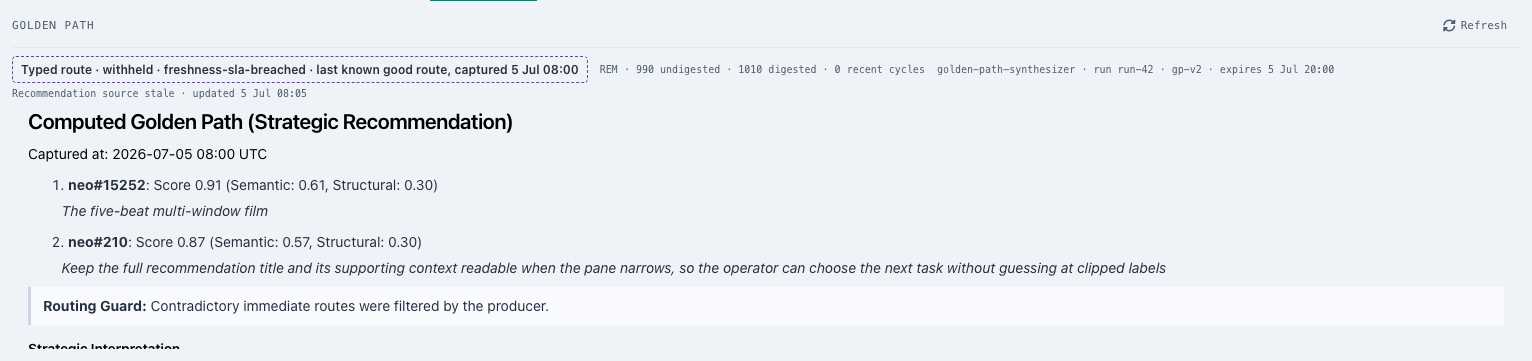 GOLDEN PATH
Refresh
Typed route · withheld · freshness-sla-breached · last known good route, captured 5 Jul 08:00
REM · 990 undigested · 1010 digested · 0 recent cycles
golden-path-synthesizer · run run-42 · gp-v2 · expires 5 Jul 20:00
Recommendation source stale · updated 5 Jul 08:05
Computed Golden Path (Strategic Recommendation)
Captured at: 2026-07-05 08:00 UTC
1. neo#15252: Score 0.91 (Semantic: 0.61, Structural: 0.30)
The five-beat multi-window film
2. neo#210: Score 0.87 (Semantic: 0.57, Structural: 0.30)
Keep the full recommendation title and its supporting context readable when the pane narrows, so the operator can choose the next task without guessing at clipped labels
Routing Guard: Contradictory immediate routes were filtered by the producer.
Strategic Interpretation